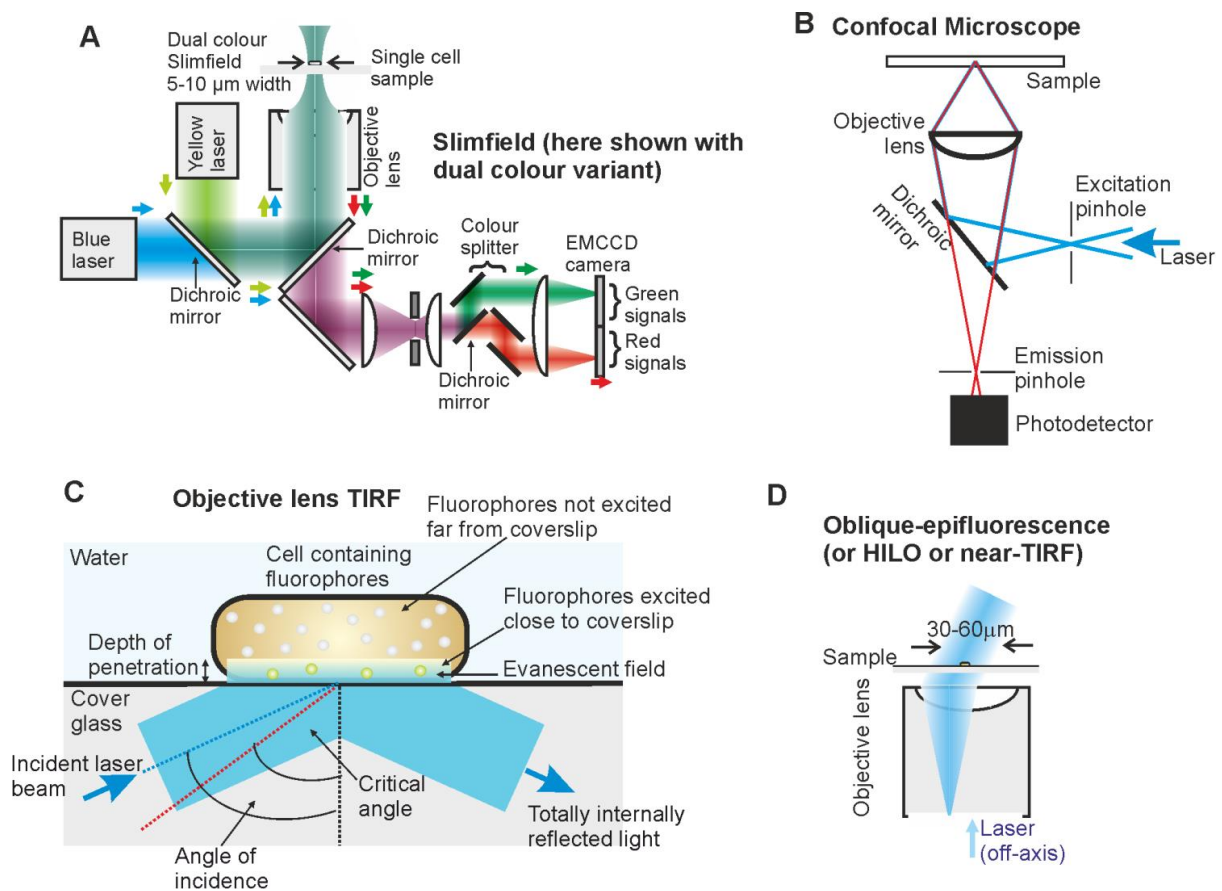 A
Dual colour
Slimfield
5-10 µm width
Single cell
sample
Yellow
laser
Objective
lens
Slimfield (here shown with
dual colour variant)
Blue
laser
Dichroic
mirror
Dichroic
mirror
Colour
splitter
EMCCD
camera
Green
signals
Red
signals
Dichroic
mirror
B
Confocal Microscope
Sample
Objective
lens
Dichroic
mirror
Excitation
pinhole
Laser
Emission
pinhole
Photodetector
C
Objective lens TIRF
Water
Cell containing
fluorophores
Fluorophores not excited
far from coverslip
Fluorophores excited
close to coverslip
Depth of
penetration
Evanescent field
Cover
glass
Incident laser
beam
Critical
angle
Angle of
incidence
Totally internally
reflected light
D
Oblique-epifluorescence
(or HILO or near-TIRF)
30-60µm
Sample
Objective lens
Laser
(off-axis)